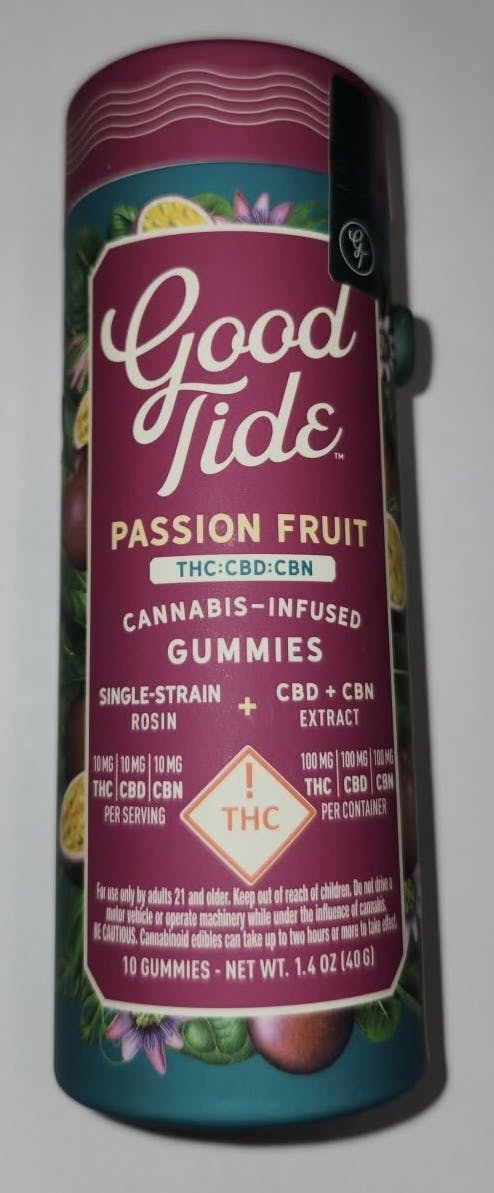 Good
Tide™
PASSION FRUIT
THC:CBD:CBN
CANNABIS-INFUSED
GUMMIES
SINGLE-STRAIN + CBD + CBN
ROSIN EXTRACT
10 MG | 10 MG | 10 MG 100 MG | 100 MG | 100 MG
THC | CBD | CBN ! THC THC | CBD | CBN
PER SERVING PER CONTAINER
For use only by adults 21 and older. Keep out of reach of children. Do not drive a
motor vehicle or operate machinery while under the influence of cannabis.
BE CAUTIOUS. Cannabinoid edibles can take up to two hours or more to take effect.
10 GUMMIES - NET WT. 1.4 OZ (40 G)